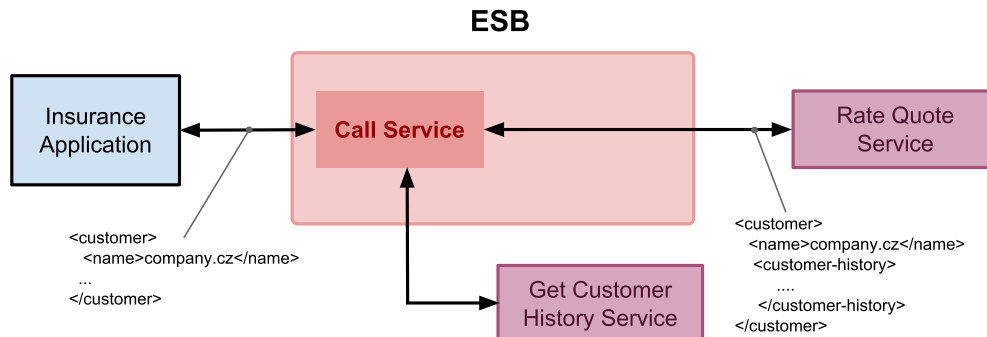 ESB
Insurance
Application
Call Service
Rate Quote
Service
<customer>
<name>company.cz</name>
...
</customer>
Get Customer
History Service
<customer>
<name>company.cz</name>
<customer-history>
....
</customer-history>
</customer>